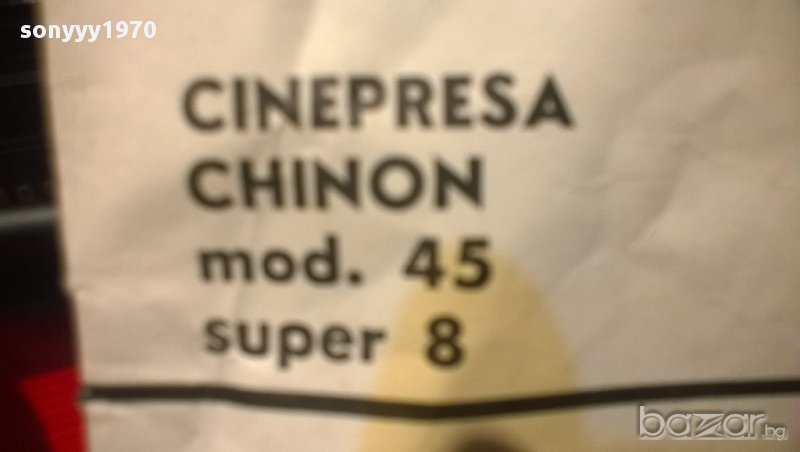 sonyyy1970
CINEPRESA
CHINON
mod. 45
super 8
bazar.bg